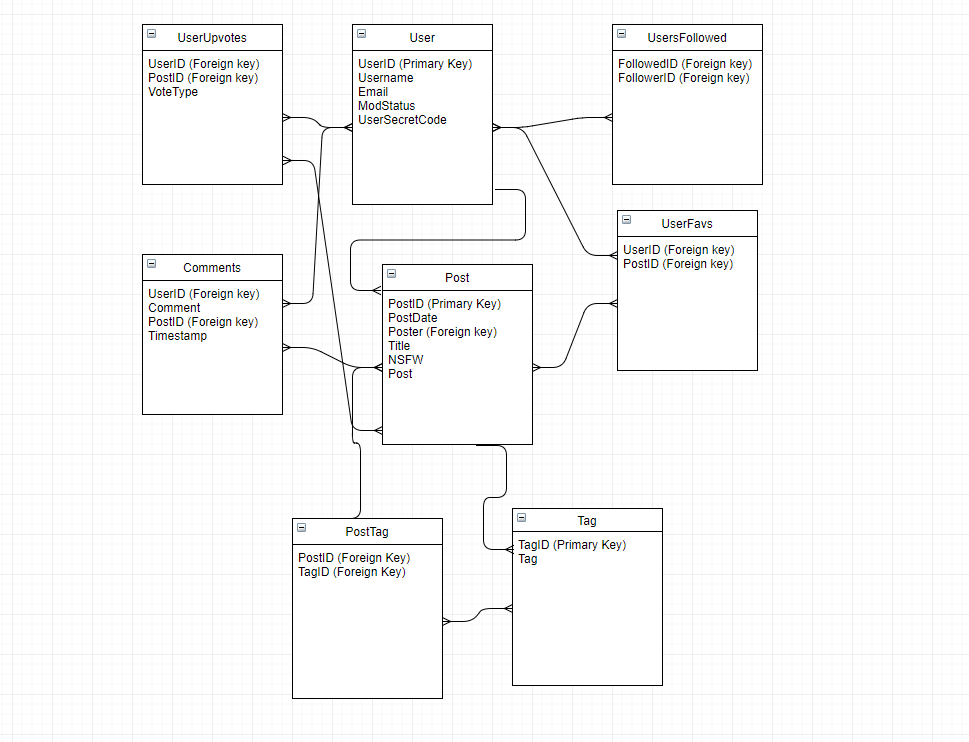 UserUpvotes
UserID (Foreign key)
PostID (Foreign key)
VoteType
User
UserID (Primary Key)
Username
Email
ModStatus
UserSecretCode
UsersFollowed
FollowedID (Foreign key)
FollowerID (Foreign key)
UserFavs
UserID (Foreign key)
PostID (Foreign key)
Comments
UserID (Foreign key)
Comment
PostID (Foreign key)
Timestamp
Post
PostID (Primary Key)
PostDate
Poster (Foreign key)
Title
NSFW
Post
PostTag
PostID (Foreign Key)
TagID (Foreign Key)
Tag
TagID (Primary Key)
Tag